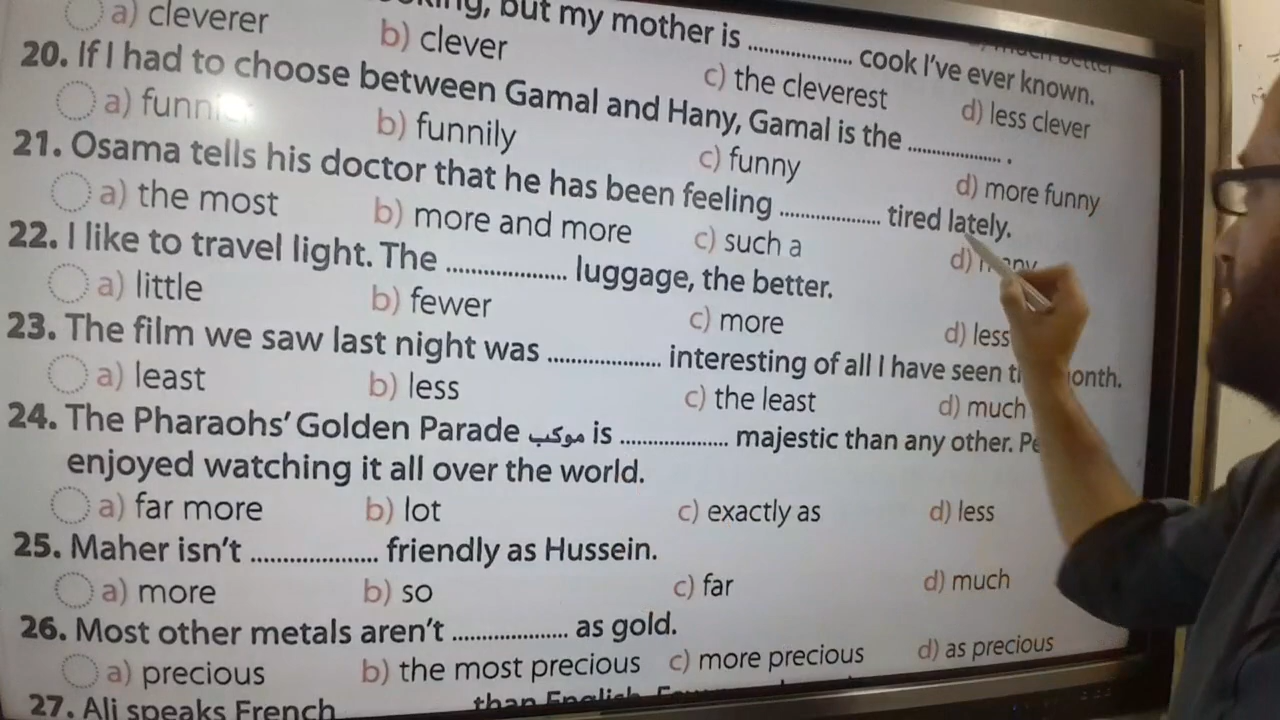 but my mother is .................. cook I've ever known.
a) cleverer b) clever c) the cleverest d) less clever
20. If I had to choose between Gamal and Hany, Gamal is the .................. .
a) b) funnily c) funny d) more funny
21. Osama tells his doctor that he has been feeling .................. tired lately.
a) the most b) more and more c) such a d)
22. I like to travel light. The .................. luggage, the better.
a) little b) fewer c) more d) less
23. The film we saw last night was .................. interesting of all I have seen
a) least b) less c) the least d) much
24. The Pharaohs' Golden Parade موكب is .................. majestic than any other.
enjoyed watching it all over the world.
a) far more b) lot c) exactly as d) less
25. Maher isn't .................. friendly as Hussein.
a) more b) so c) far d) much
26. Most other metals aren't .................. as gold.
a) precious b) the most precious c) more precious d) as precious
27. Ali speaks French than English